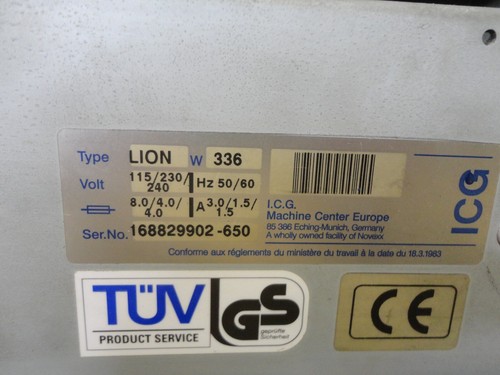 Type LION W 336
Volt 115/230/240 Hz 50/60
8.0/4.0/4.0 A 3.0/1.5/1.5
Ser.No. 168829902-650
I.C.G.
Machine Center Europe
85 386 Eching-Munich, Germany
A wholly owned facility of Novexx
ICG
Conforme aux réglements du ministère du travail à la date du 18.3.1983
TÜV
PRODUCT SERVICE
GS
geprüfte
Sicherheit
CE